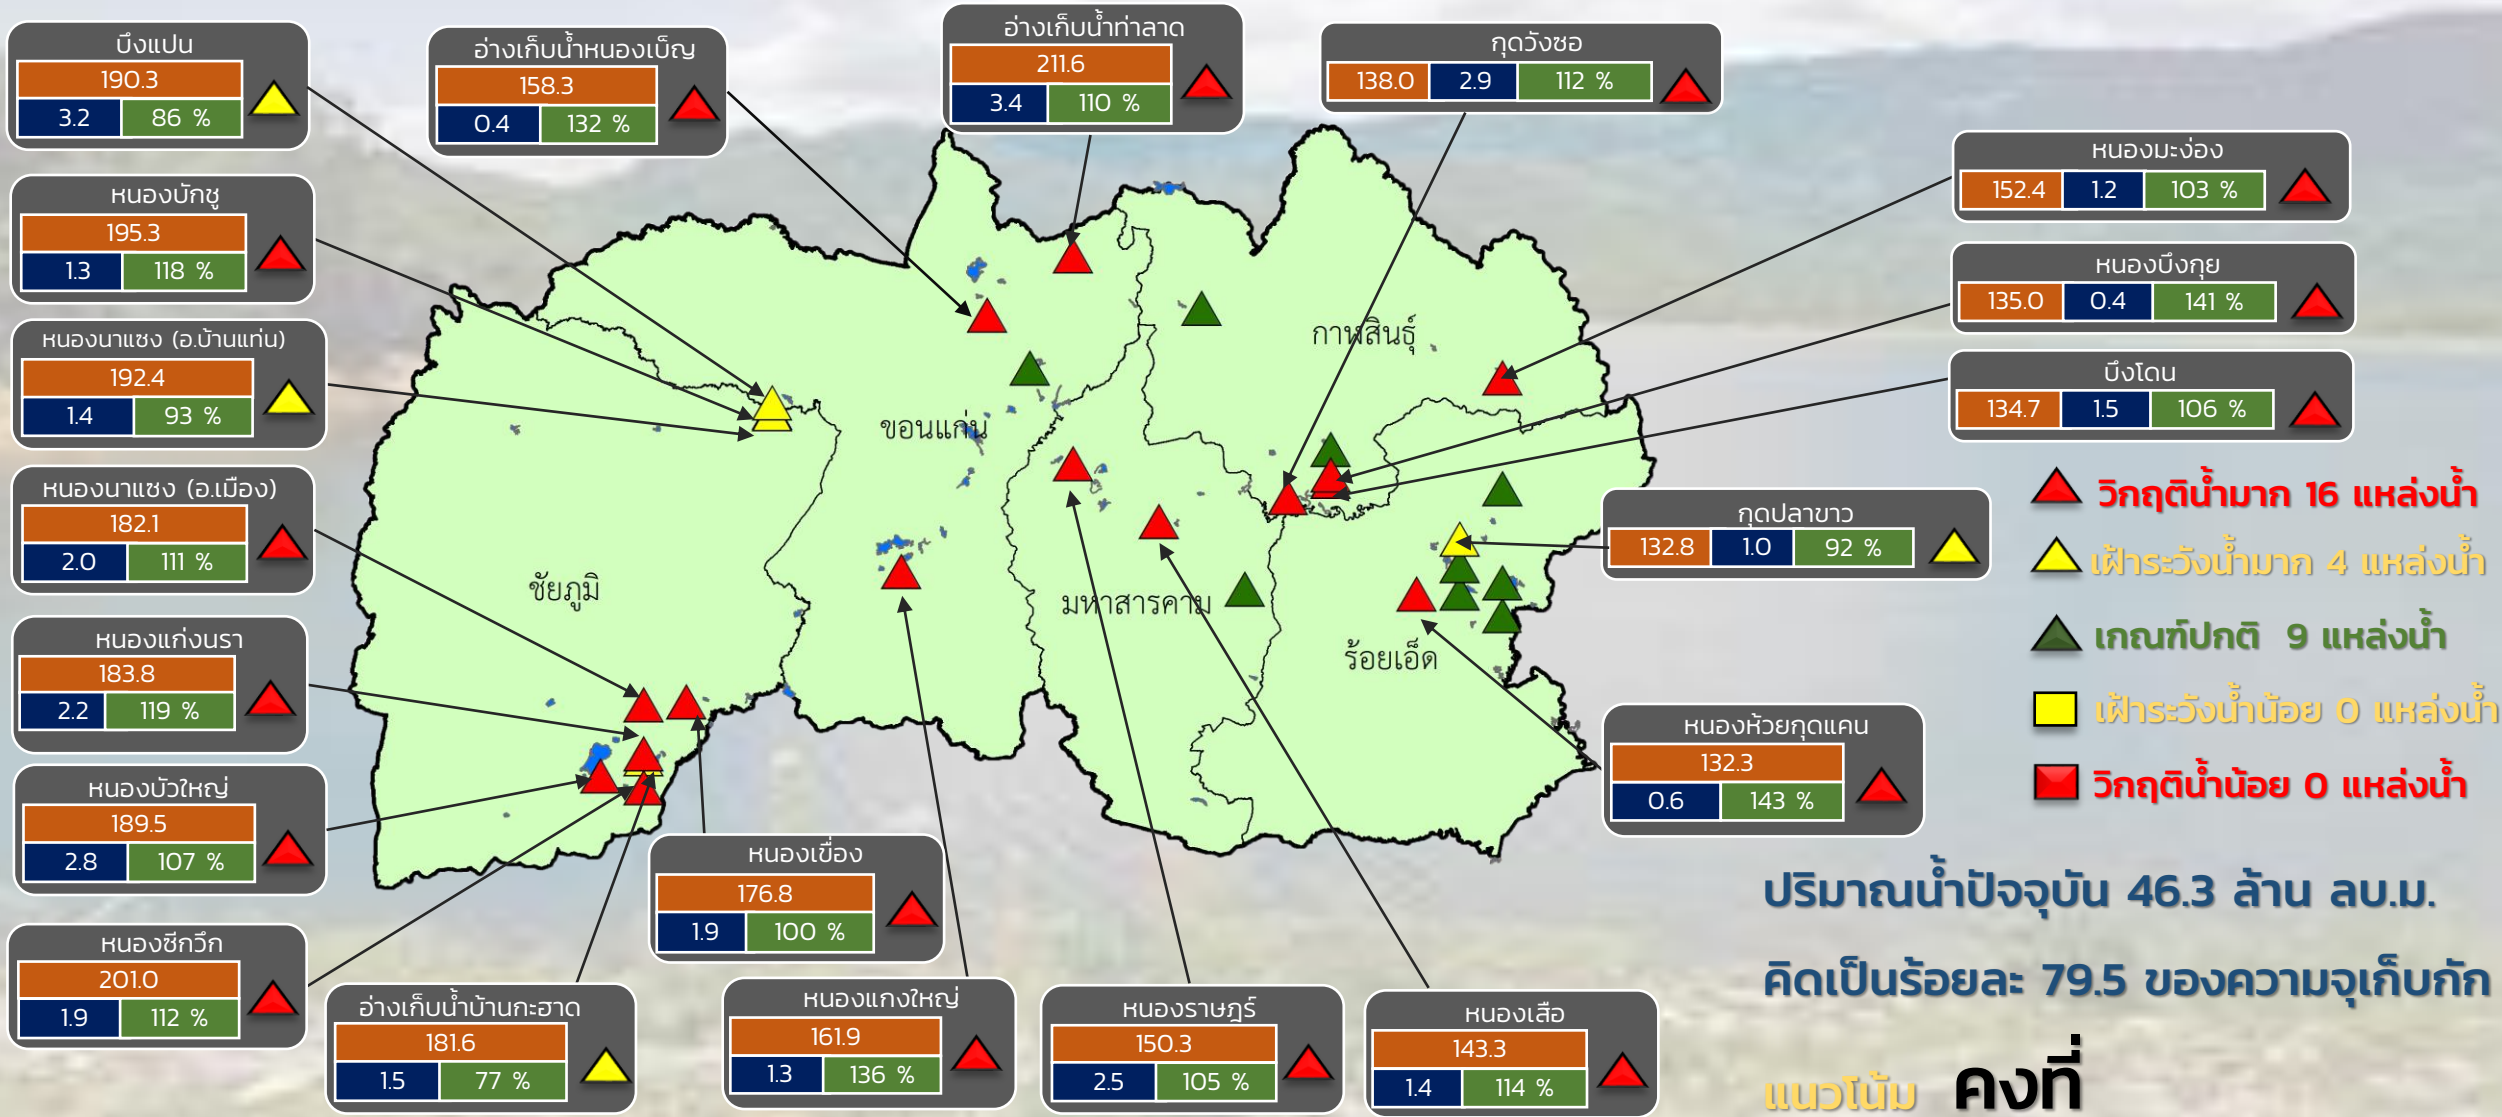 บึงแปน
190.3
3.2 86 %
อ่างเก็บน้ำหนองเบ็ญ
158.3
0.4 132 %
อ่างเก็บน้ำท่าลาด
211.6
3.4 110 %
กุดวังซอ
138.0 2.9 112 %
หนองบักชู
195.3
1.3 118 %
หนองมะง่อง
152.4 1.2 103 %
หนองบึงกุย
135.0 0.4 141 %
หนองนาแซง (อ.บ้านแท่น)
192.4
1.4 93 %
บึงโดน
134.7 1.5 106 %
หนองนาแซง (อ.เมือง)
182.1
2.0 111 %
กุดปลาขาว
132.8 1.0 92 %
หนองแก่งนรา
183.8
2.2 119 %
หนองบัวใหญ่
189.5
2.8 107 %
หนองห้วยกุดแคน
132.3
0.6 143 %
หนองซีกวึก
201.0
1.9 112 %
อ่างเก็บน้ำบ้านกะฮาด
181.6
1.5 77 %
หนองเขื่อง
176.8
1.9 100 %
หนองแกงใหญ่
161.9
1.3 136 %
หนองราษฎร์
150.3
2.5 105 %
หนองเสือ
143.3
1.4 114 %
กาฬสินธุ์
ขอนแก่น
ชัยภูมิ
มหาสารคาม
ร้อยเอ็ด
วิกฤติน้ำมาก 16 แหล่งน้ำ
เฝ้าระวังน้ำมาก 4 แหล่งน้ำ
เกณฑ์ปกติ 9 แหล่งน้ำ
เฝ้าระวังน้ำน้อย 0 แหล่งน้ำ
วิกฤติน้ำน้อย 0 แหล่งน้ำ
ปริมาณน้ำปัจจุบัน 46.3 ล้าน ลบ.ม.
คิดเป็นร้อยละ 79.5 ของความจุเก็บกัก
แนวโน้ม คงที่